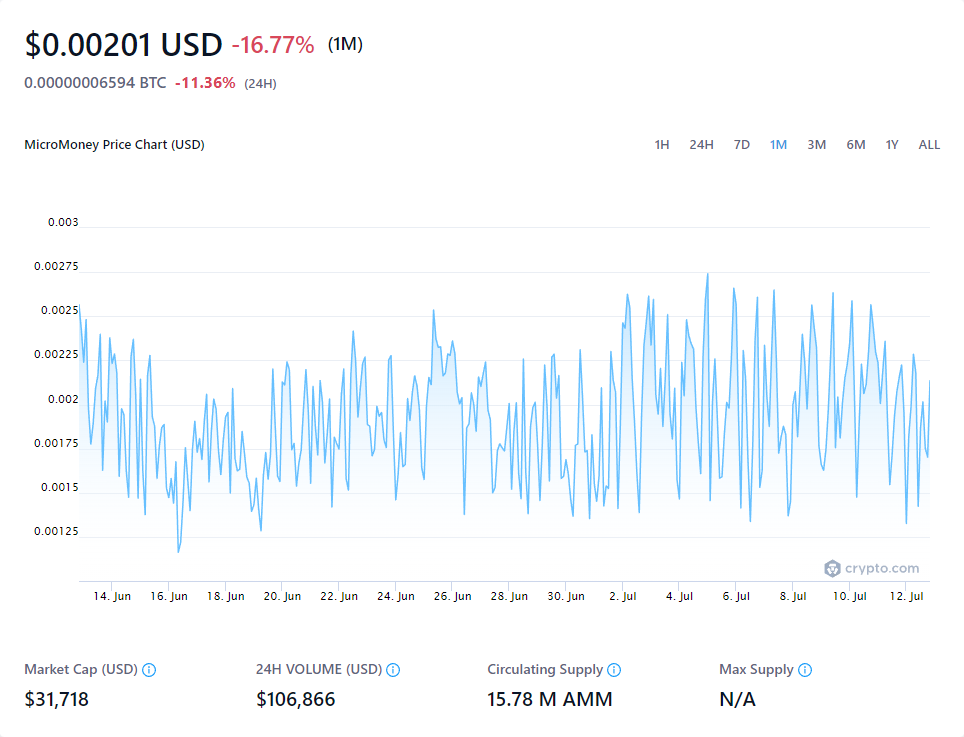 $0.00201 USD -16.77% (1M)
0.00000006594 BTC -11.36% (24H)
MicroMoney Price Chart (USD) 1H 24H 7D 1M 3M 6M 1Y ALL
0.003
0.00275
0.0025
0.00225
0.002
0.00175
0.0015
0.00125
crypto.com
14. Jun 16. Jun 18. Jun 20. Jun 22. Jun 24. Jun 26. Jun 28. Jun 30. Jun 2. Jul 4. Jul 6. Jul 8. Jul 10. Jul 12. Jul
Market Cap (USD) 24H VOLUME (USD) Circulating Supply Max Supply
$31,718 $106,866 15.78 M AMM N/A